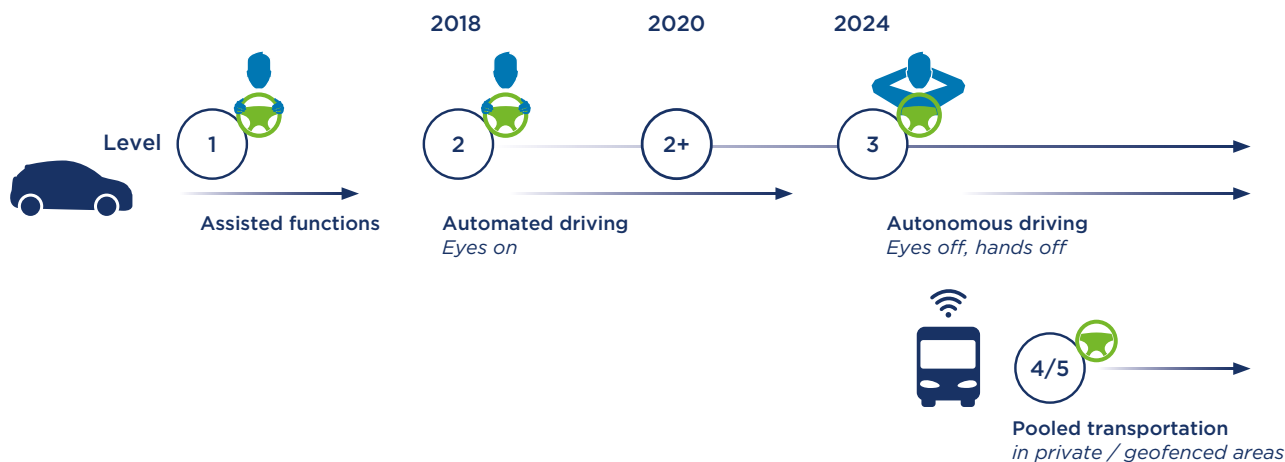 2018
2020
2024
Level
1
2
2+
3
Assisted functions
Automated driving
Eyes on
Autonomous driving
Eyes off, hands off
4/5
Pooled transportation
in private / geofenced areas